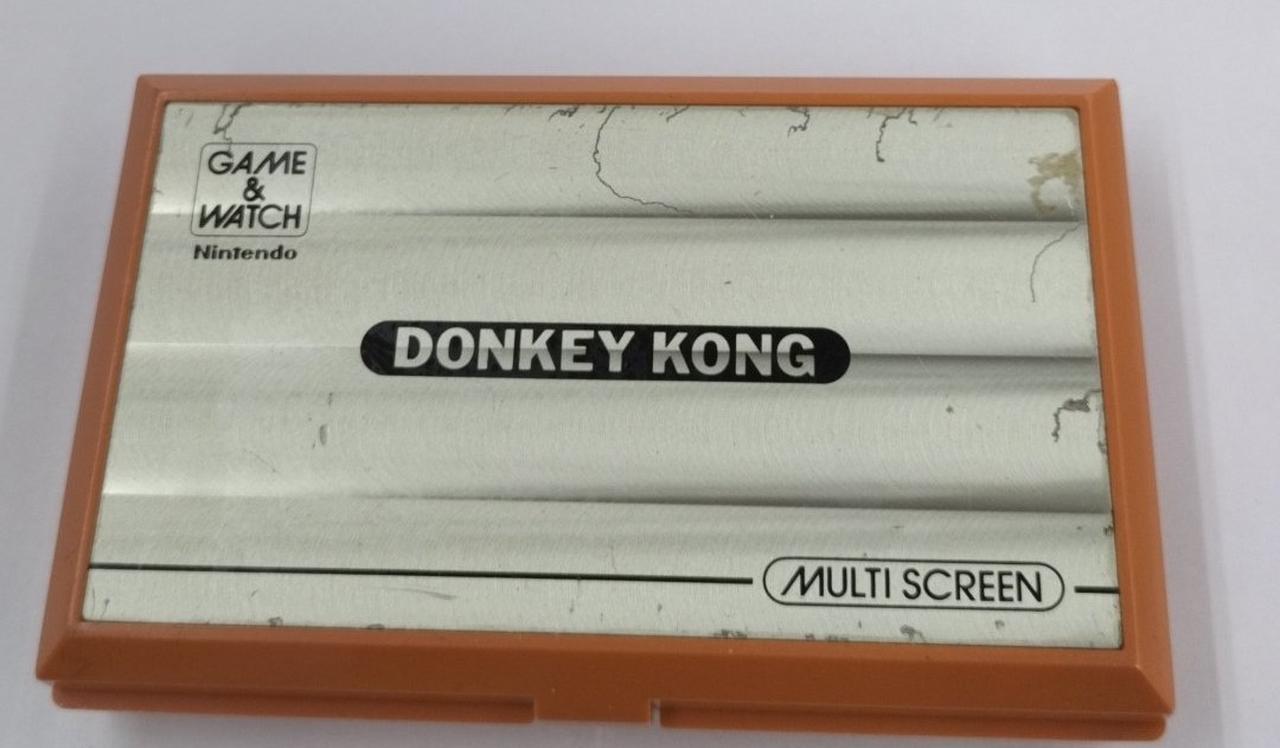 GAME
&
WATCH
Nintendo
DONKEY KONG
MULTI SCREEN